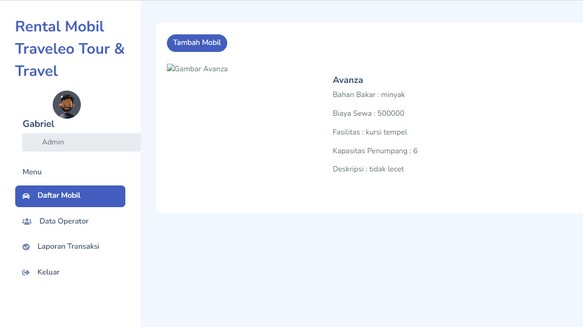 Rental Mobil
Traveleo Tour &
Travel
Gabriel
Admin
Menu
Daftar Mobil
Data Operator
Laporan Transaksi
Keluar
Tambah Mobil
Gambar Avanza
Avanza
Bahan Bakar : minyak
Biaya Sewa : 500000
Fasilitas : kursi tempel
Kapasitas Penumpang : 6
Deskripsi : tidak lecet